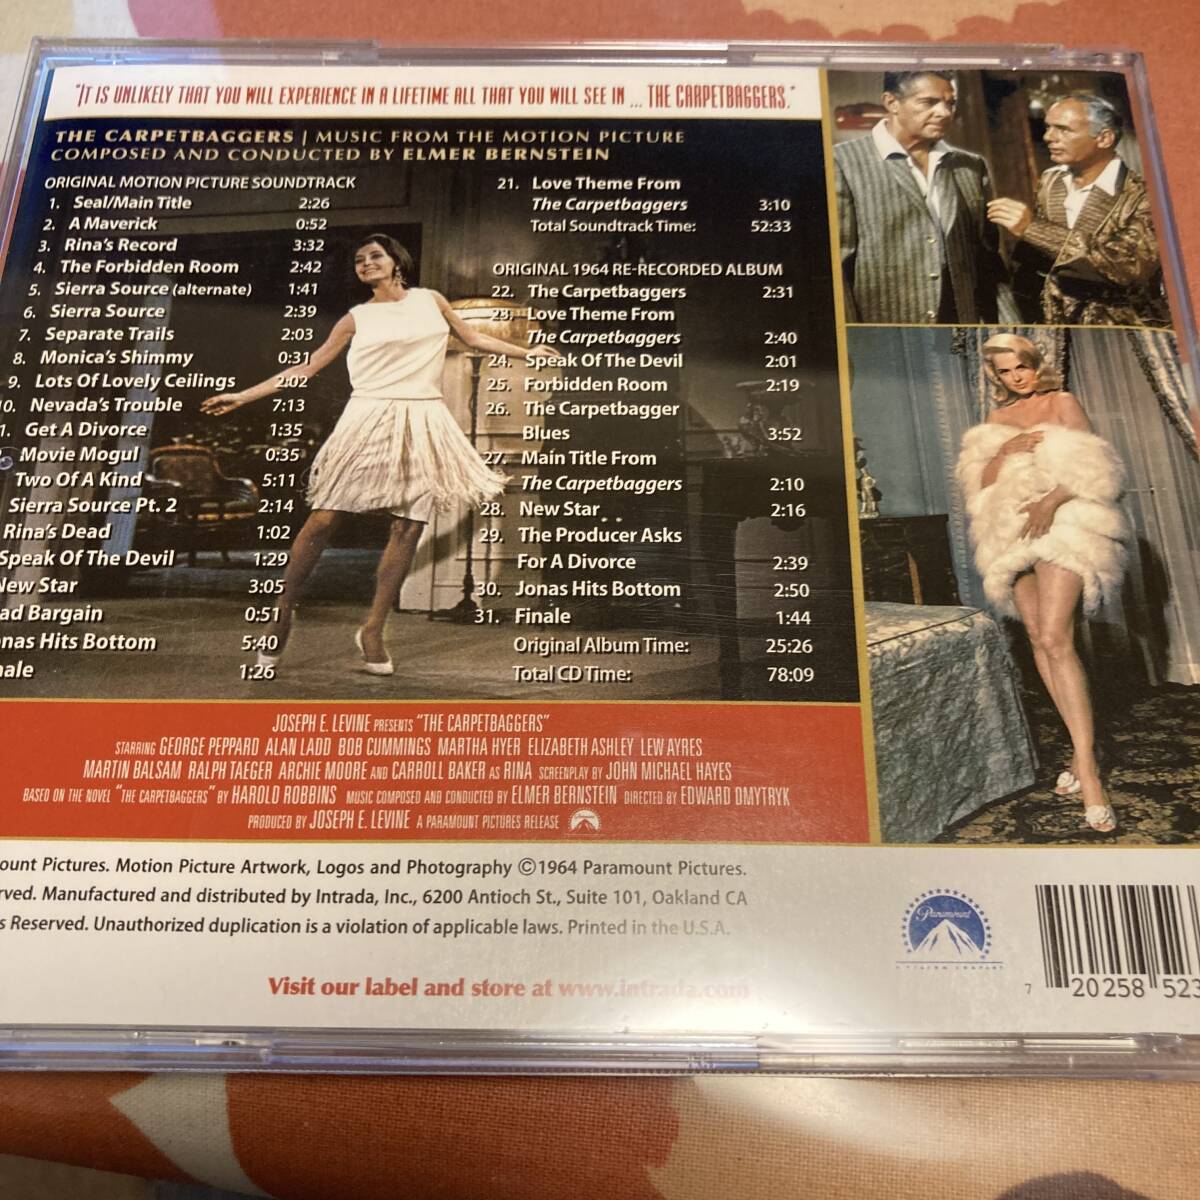 "IT IS UNLIKELY THAT YOU WILL EXPERIENCE IN A LIFETIME ALL THAT YOU WILL SEE IN ... THE CARPETBAGGERS."
THE CARPETBAGGERS | MUSIC FROM THE MOTION PICTURE
COMPOSED AND CONDUCTED BY ELMER BERNSTEIN
ORIGINAL MOTION PICTURE SOUNDTRACK
1. Seal/Main Title 2:26
2. A Maverick 0:52
3. Rina's Record 3:32
4. The Forbidden Room 2:42
5. Sierra Source (alternate) 1:41
6. Sierra Source 2:39
7. Separate Trails 2:03
8. Monica's Shimmy 0:31
9. Lots Of Lovely Ceilings 2:02
0. Nevada's Trouble 7:13
1. Get A Divorce 1:35
Movie Mogul 0:35
Two Of A Kind 5:11
Sierra Source Pt. 2 2:14
Rina's Dead 1:02
Speak Of The Devil 1:29
New Star 3:05
ad Bargain 0:51
onas Hits Bottom 5:40
nale 1:26
21. Love Theme From
The Carpetbaggers 3:10
Total Soundtrack Time: 52:33
ORIGINAL 1964 RE-RECORDED ALBUM
22. The Carpetbaggers 2:31
23. Love Theme From
The Carpetbaggers 2:40
24. Speak Of The Devil 2:01
25. Forbidden Room 2:19
26. The Carpetbagger
Blues 3:52
27. Main Title From
The Carpetbaggers 2:10
28. New Star 2:16
29. The Producer Asks
For A Divorce 2:39
30. Jonas Hits Bottom 2:50
31. Finale 1:44
Original Album Time: 25:26
Total CD Time: 78:09
JOSEPH E. LEVINE PRESENTS "THE CARPETBAGGERS"
STARRING GEORGE PEPPARD ALAN LADD BOB CUMMINGS MARTHA HYER ELIZABETH ASHLEY LEW AYRES
MARTIN BALSAM RALPH TAEGER ARCHIE MOORE AND CARROLL BAKER AS RINA SCREENPLAY BY JOHN MICHAEL HAYES
BASED ON THE NOVEL "THE CARPETBAGGERS" BY HAROLD ROBBINS MUSIC COMPOSED AND CONDUCTED BY ELMER BERNSTEIN DIRECTED BY EDWARD DMYTRYK
PRODUCED BY JOSEPH E. LEVINE A PARAMOUNT PICTURES RELEASE
ount Pictures. Motion Picture Artwork, Logos and Photography ©1964 Paramount Pictures.
rved. Manufactured and distributed by Intrada, Inc., 6200 Antioch St., Suite 101, Oakland CA
s Reserved. Unauthorized duplication is a violation of applicable laws. Printed in the U.S.A.
Visit our label and store at www.intrada.com
Paramount
7 20258 523